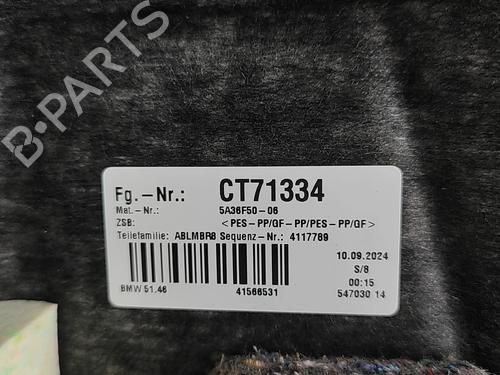 B-PARTS
Fg.-Nr.: CT71334
Mat.-Nr.: 5A36F50-06
ZSB: <PES-PP/GF-PP/PES-PP/GF>
Teilefamilie: ABLMBR8 Sequenz-Nr.: 4117789
10.09.2024
S/8
00:15
BMW 51.46 41566531 547030 14